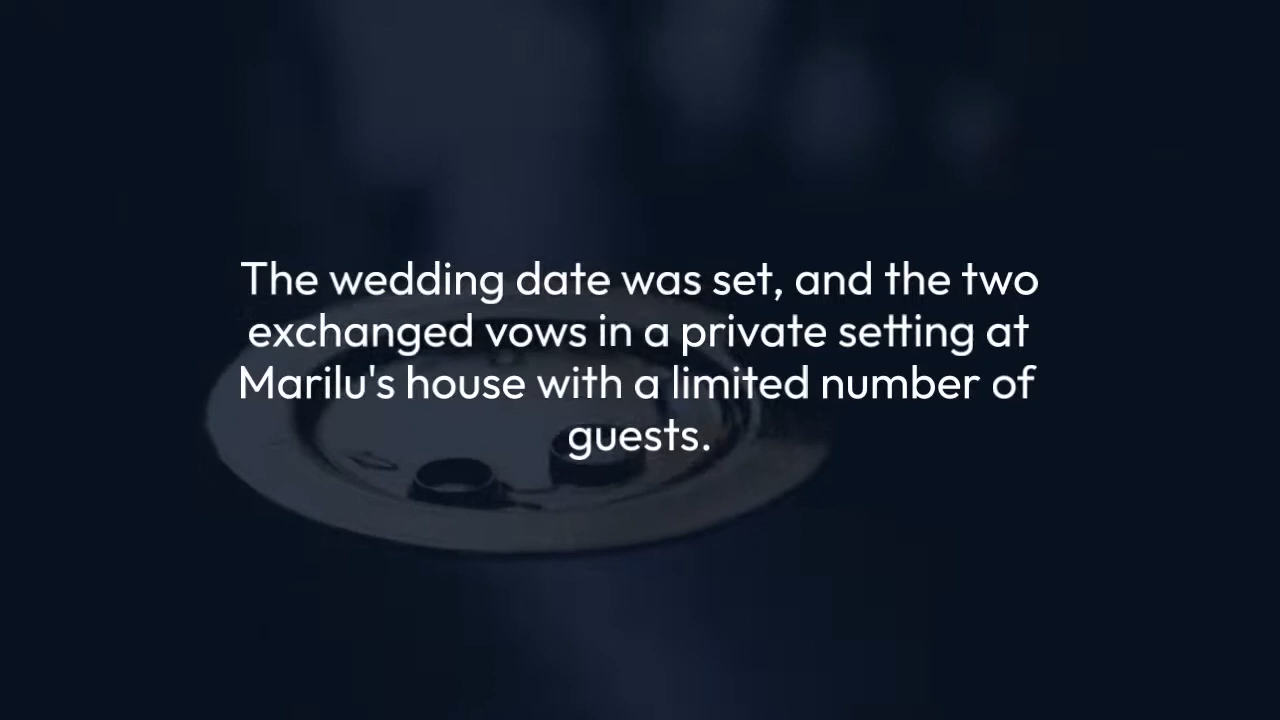 The wedding date was set, and the two
exchanged vows in a private setting at
Marilu's house with a limited number of
guests.